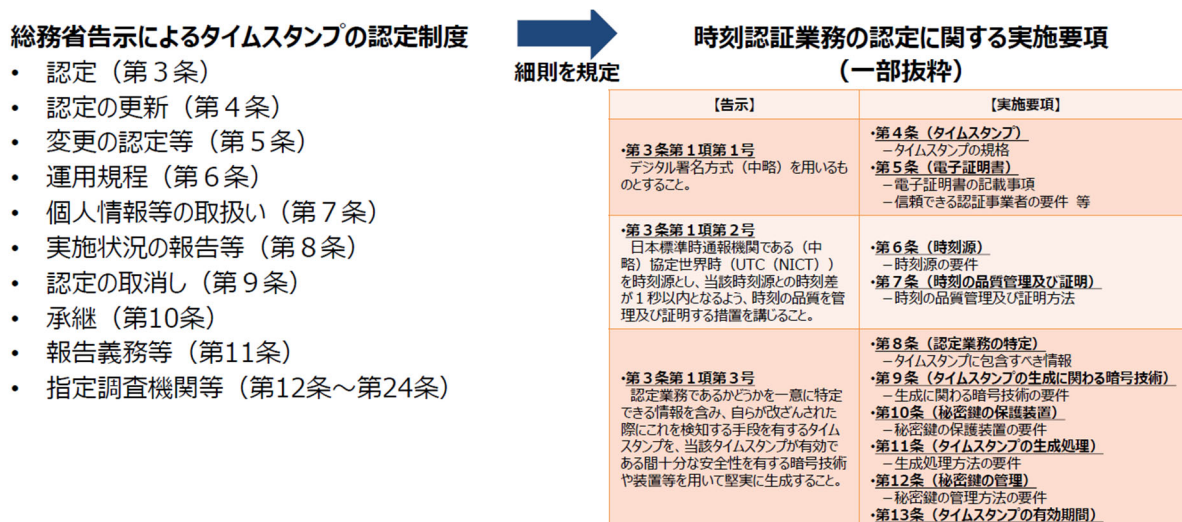 総務省告示によるタイムスタンプの認定制度
• 認定（第３条）
• 認定の更新（第４条）
• 変更の認定等（第５条）
• 運用規程（第６条）
• 個人情報等の取扱い（第７条）
• 実施状況の報告等（第８条）
• 認定の取消し（第９条）
• 承継（第10条）
• 報告義務等（第11条）
• 指定調査機関等（第12条～第24条）
細則を規定
時刻認証業務の認定に関する実施要項
（一部抜粋）
【告示】
【実施要項】
・第３条第１項第１号
デジタル署名方式（中略）を用いるも
のとすること。
・第４条（タイムスタンプ）
－タイムスタンプの規格
・第５条（電子証明書）
－電子証明書の記載事項
－信頼できる認証事業者の要件 等
・第３条第１項第２号
日本標準時通報機関である（中
略）協定世界時（UTC（NICT））
を時刻源とし、当該時刻源との時刻差
が１秒以内となるよう、時刻の品質を管
理及び証明する措置を講じること。
・第６条（時刻源）
－時刻源の要件
・第７条（時刻の品質管理及び証明）
－時刻の品質管理及び証明方法
・第３条第１項第３号
認定業務であるかどうかを一意に特定
できる情報を含み、自らが改ざんされた
際にこれを検知する手段を有するタイム
スタンプを、当該タイムスタンプが有効で
ある間十分な安全性を有する暗号技術
や装置等を用いて堅実に生成すること。
・第８条（認定業務の特定）
－タイムスタンプに包含すべき情報
・第９条（タイムスタンプの生成に関わる暗号技術）
－生成に関わる暗号技術の要件
・第10条（秘密鍵の保護装置）
－秘密鍵の保護装置の要件
・第11条（タイムスタンプの生成処理）
－生成処理方法の要件
・第12条（秘密鍵の管理）
－秘密鍵の管理方法の要件
・第13条（タイムスタンプの有効期間）